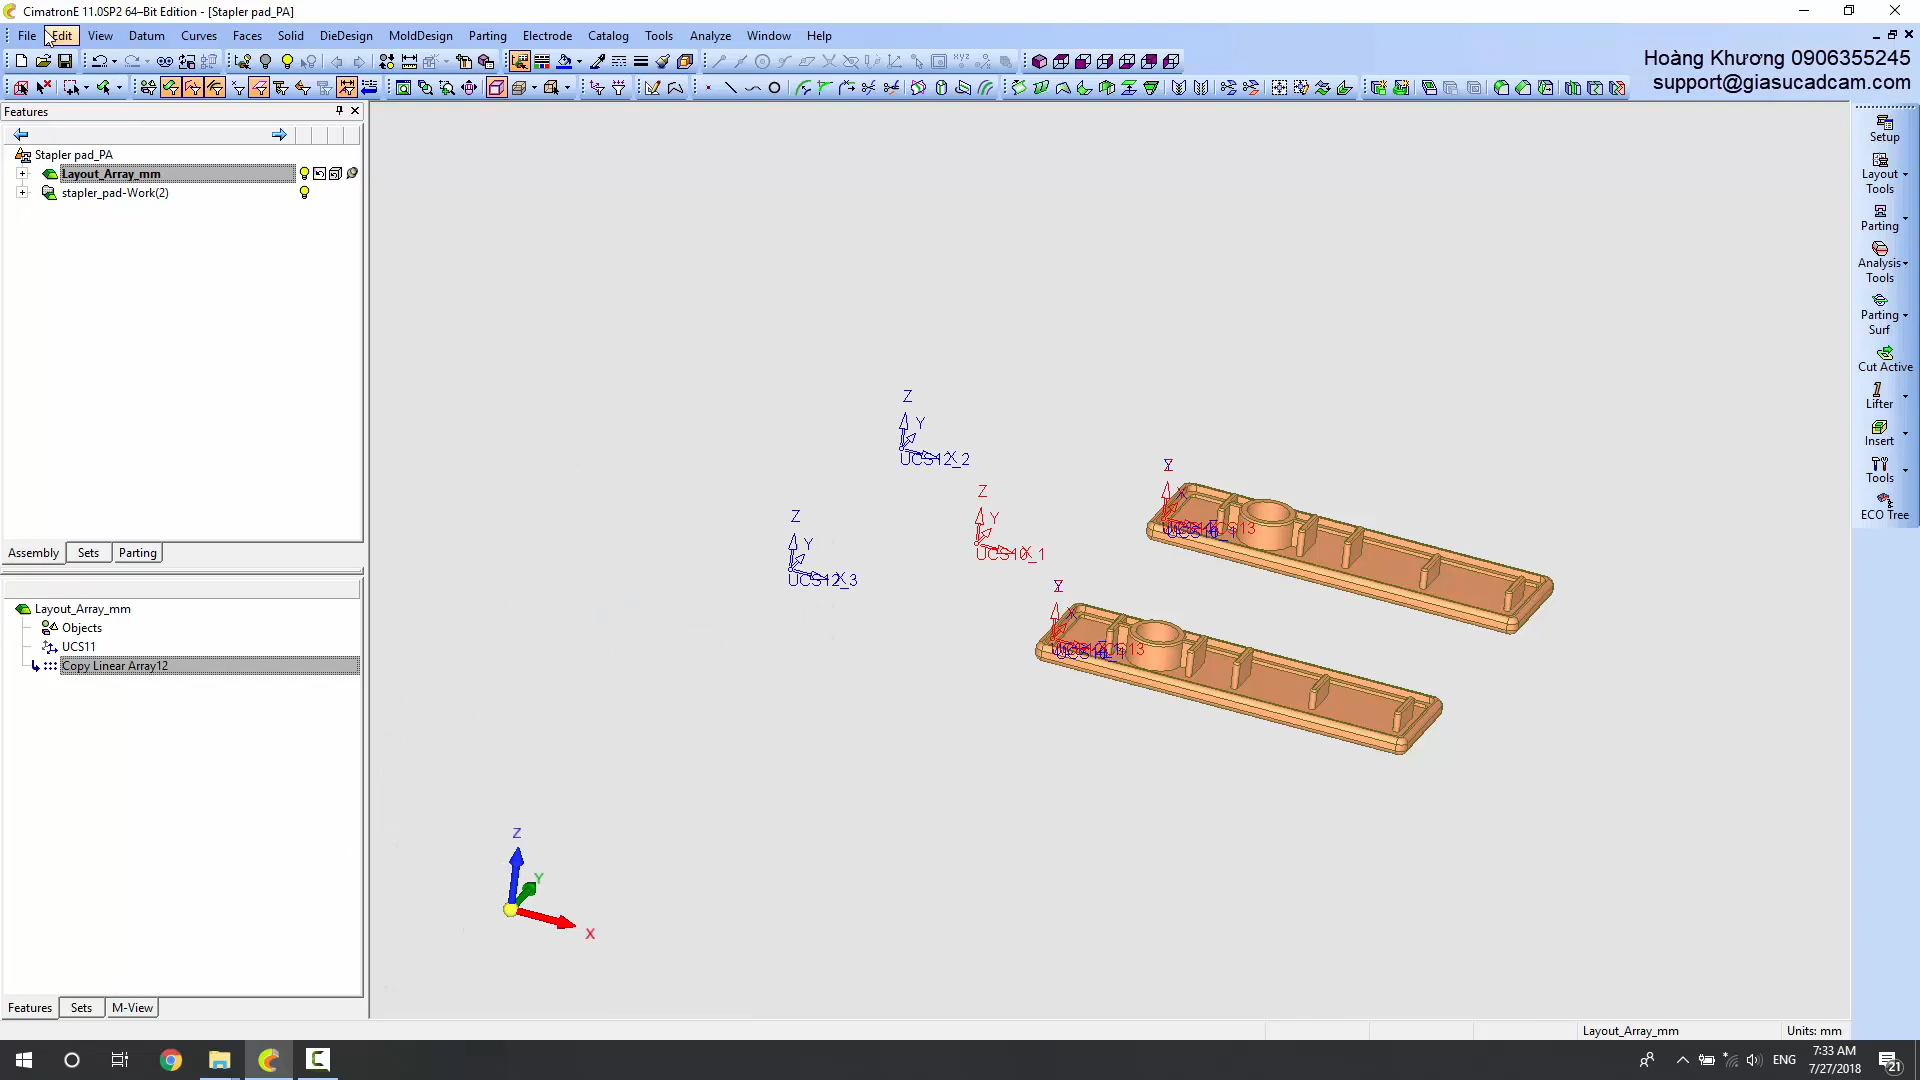 CimatronE 11.0SP2 64–Bit Edition - [Stapler pad_PA]
File Edit View Datum Curves Faces Solid DieDesign MoldDesign Parting Electrode Catalog Tools Analyze Window Help
Hoàng Khương 0906355245
support@giasucadcam.com
Features
Stapler pad_PA
Layout_Array_mm
stapler_pad-Work(2)
Assembly Sets Parting
Layout_Array_mm
Objects
UCS11
Copy Linear Array12
Features Sets M-View
Z
Y
X
UCS12_2
Z
Y
X
UCS10_1
Z
Y
X
UCS12_3
Z
Y
X
Setup
Layout
Tools
Parting
Analysis
Tools
Parting
Surf
Cut Active
Lifter
Insert
Tools
ECO Tree
Layout_Array_mm
Units: mm
ENG
7:33 AM
7/27/2018
21